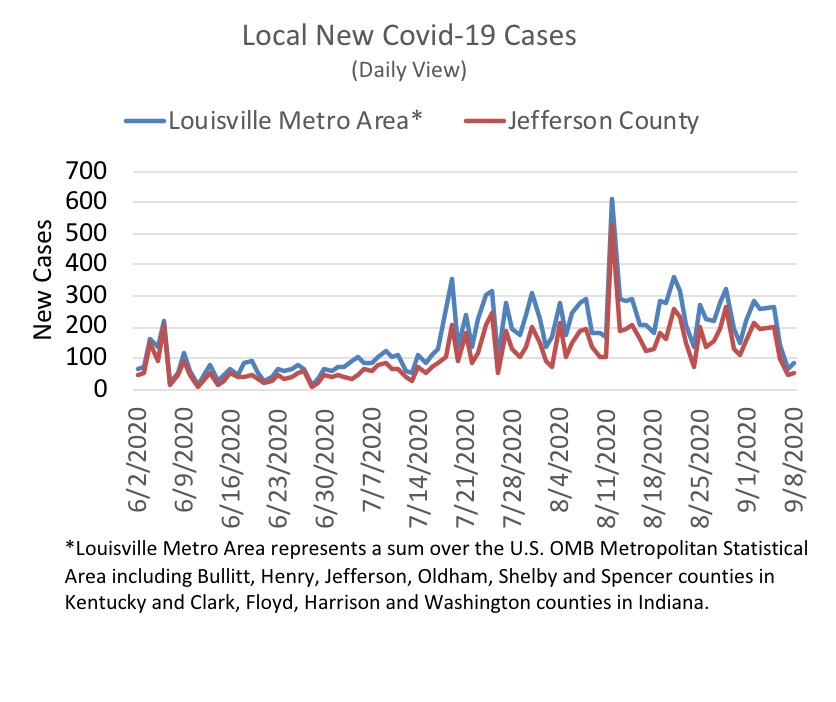 Local New Covid-19 Cases
(Daily View)
Louisville Metro Area*
Jefferson County
New Cases
700
600
500
400
300
200
100
0
6/2/2020
6/9/2020
6/16/2020
6/23/2020
6/30/2020
7/7/2020
7/14/2020
7/21/2020
7/28/2020
8/4/2020
8/11/2020
8/18/2020
8/25/2020
9/1/2020
9/8/2020
*Louisville Metro Area represents a sum over the U.S. OMB Metropolitan Statistical
Area including Bullitt, Henry, Jefferson, Oldham, Shelby and Spencer counties in
Kentucky and Clark, Floyd, Harrison and Washington counties in Indiana.